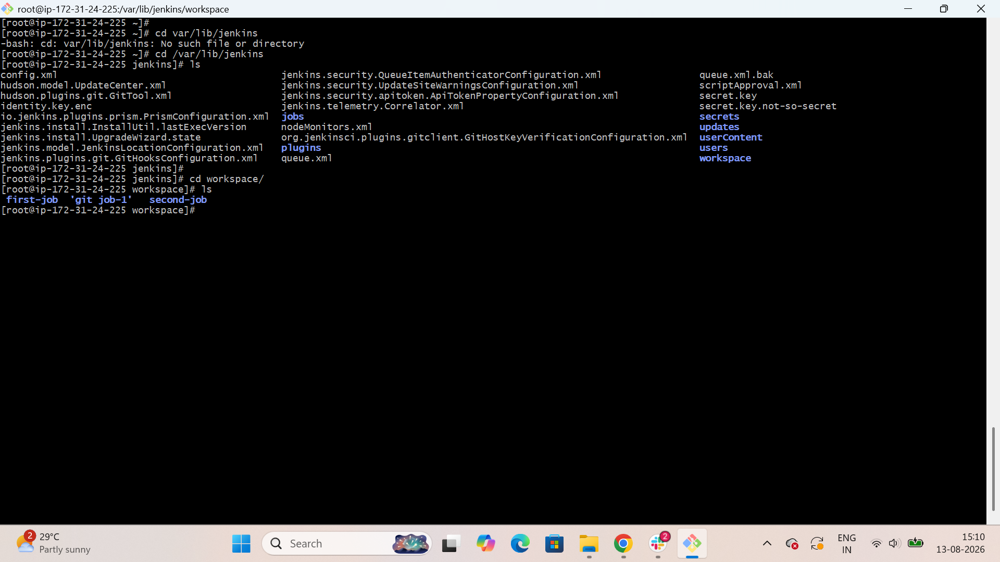 root@ip-172-31-24-225:/var/lib/jenkins/workspace
[root@ip-172-31-24-225 ~]#
[root@ip-172-31-24-225 ~]# cd var/lib/jenkins
-bash: cd: var/lib/jenkins: No such file or directory
[root@ip-172-31-24-225 ~]# cd /var/lib/jenkins
[root@ip-172-31-24-225 jenkins]# ls
config.xml jenkins.security.QueueItemAuthenticatorConfiguration.xml queue.xml.bak
hudson.model.UpdateCenter.xml jenkins.security.UpdateSiteWarningsConfiguration.xml scriptApproval.xml
hudson.plugins.git.GitTool.xml jenkins.security.apitoken.ApiTokenPropertyConfiguration.xml secret.key
identity.key.enc jenkins.telemetry.Correlator.xml secret.key.not-so-secret
io.jenkins.plugins.prism.PrismConfiguration.xml jobs secrets
jenkins.install.InstallUtil.lastExecVersion nodeMonitors.xml updates
jenkins.install.UpgradeWizard.state org.jenkinsci.plugins.gitclient.GitHostKeyVerificationConfiguration.xml userContent
jenkins.model.JenkinsLocationConfiguration.xml plugins users
jenkins.plugins.git.GitHooksConfiguration.xml queue.xml workspace
[root@ip-172-31-24-225 jenkins]#
[root@ip-172-31-24-225 jenkins]# cd workspace/
[root@ip-172-31-24-225 workspace]# ls
first-job 'git job-1' second-job
[root@ip-172-31-24-225 workspace]#
2 29°C
Partly sunny
Search
2
ENG
IN
15:10
13-08-2026